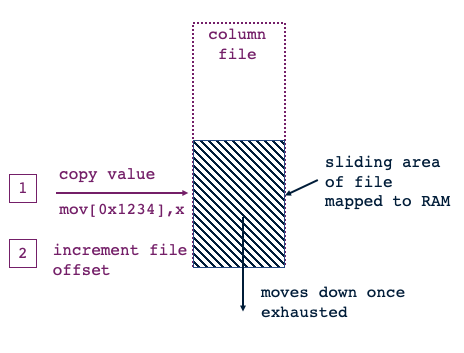 column
file
1
copy value
mov[0x1234],x
sliding area
of file
mapped to RAM
2
increment file
offset
moves down once
exhausted